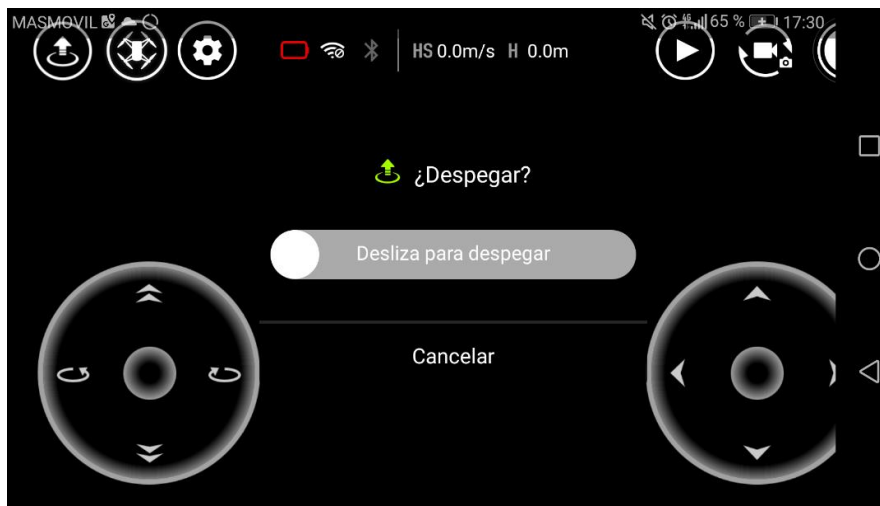 MASMOVIL 65 % 17:30
HS 0.0m/s H 0.0m
¿Despegar?
Desliza para despegar
Cancelar